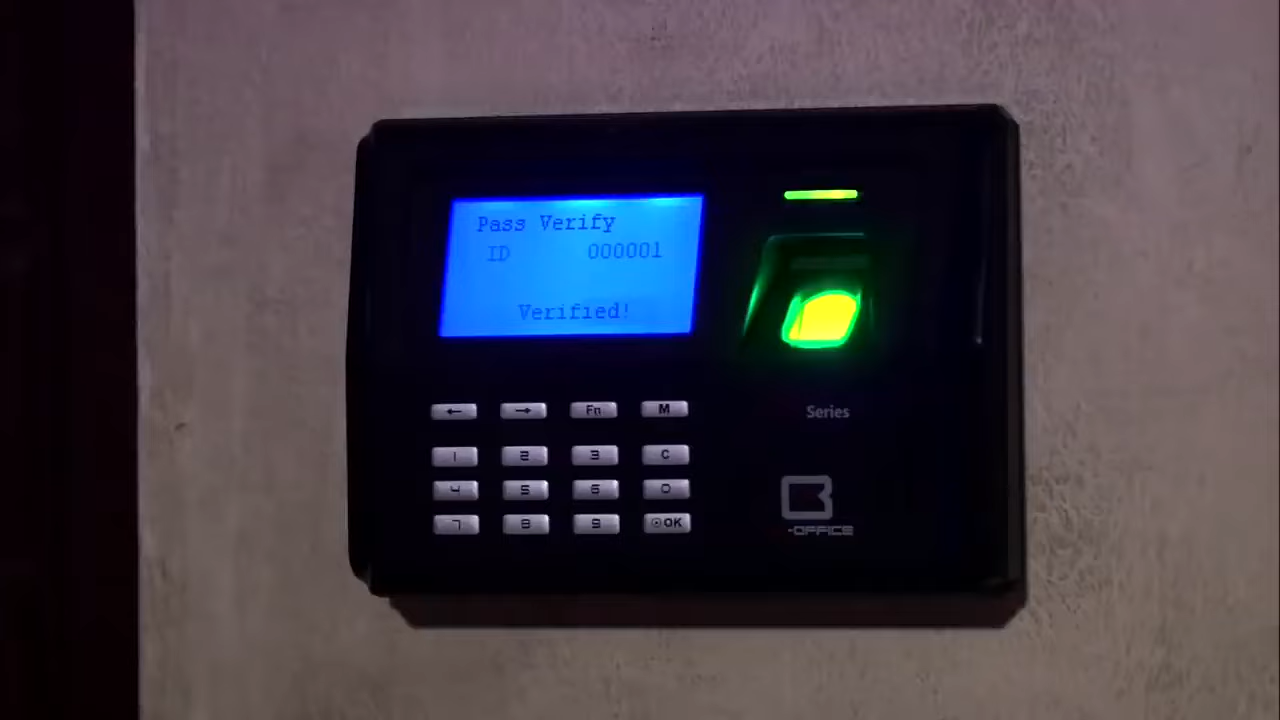 Pass Verify
ID 000001
Verified!
← → Fn M
1 2 3 C
4 5 6 0
7 8 9 OK
Series
-OFFICE